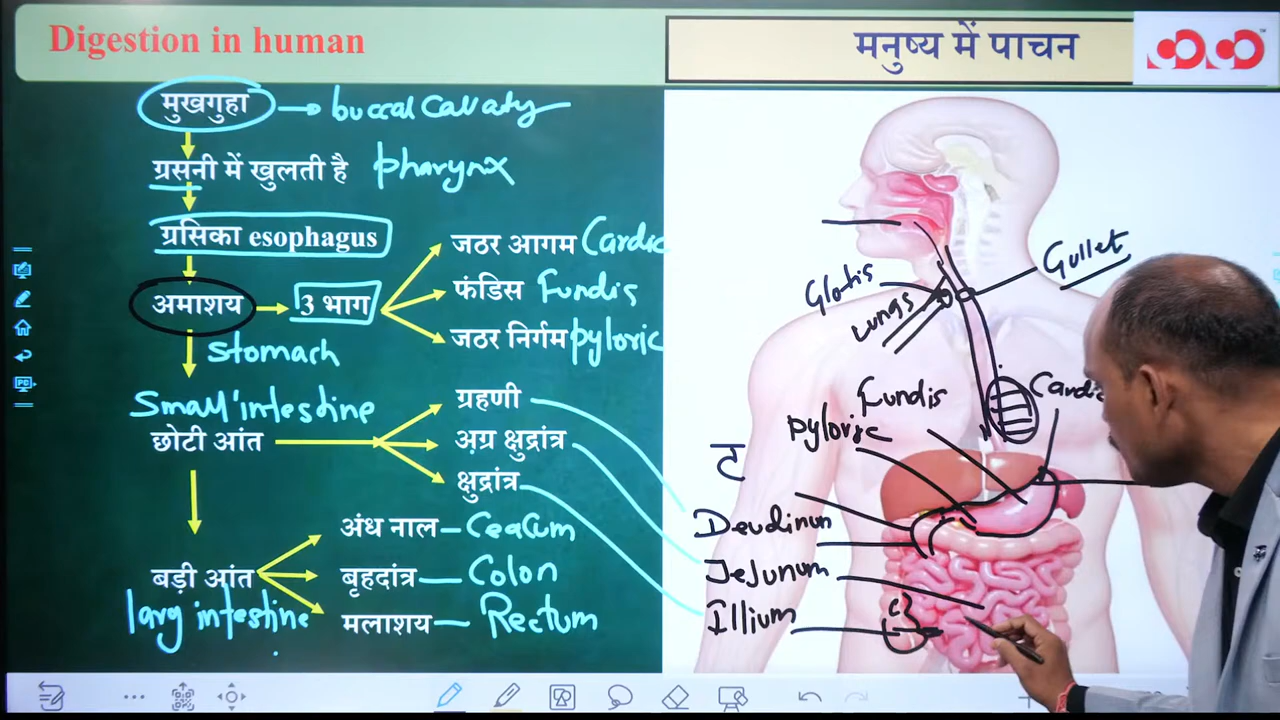 Digestion in human
मनुष्य में पाचन
मुखगुहा → buccal Cavaty
ग्रसनी में खुलती है pharynx
ग्रसिका esophagus
अमाशय → 3 भाग
stomach
जठर आगम Cardic
फंडिस Fundis
जठर निर्गम pyloric
Small intestine
छोटी आंत
ग्रहणी
अग्र क्षुद्रांत्र
क्षुद्रांत्र
बड़ी आंत
larg intestine
अंध नाल - Ceacum
बृहदांत्र - Colon
मलाशय - Rectum
Gullet
Glotis
Lungs
Fundis
Cardic
pyloric
ट
Deudinum
JeJunum
Illium